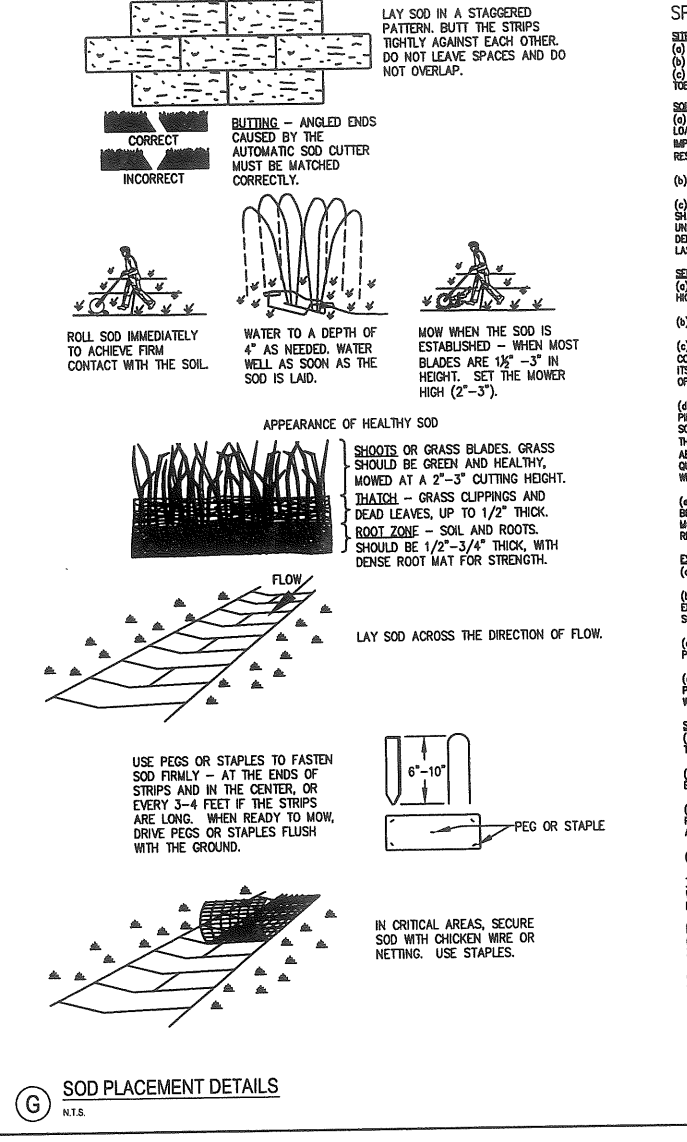 LAY SOD IN A STAGGERED
PATTERN. BUTT THE STRIPS
TIGHTLY AGAINST EACH OTHER.
DO NOT LEAVE SPACES AND DO
NOT OVERLAP.
CORRECT
INCORRECT
BUTTING – ANGLED ENDS
CAUSED BY THE
AUTOMATIC SOD CUTTER
MUST BE MATCHED
CORRECTLY.
ROLL SOD IMMEDIATELY
TO ACHIEVE FIRM
CONTACT WITH THE SOIL.
WATER TO A DEPTH OF
4" AS NEEDED. WATER
WELL AS SOON AS THE
SOD IS LAID.
MOW WHEN THE SOD IS
ESTABLISHED – WHEN MOST
BLADES ARE 1½" –3" IN
HEIGHT. SET THE MOWER
HIGH (2"–3").
APPEARANCE OF HEALTHY SOD
SHOOTS OR GRASS BLADES. GRASS
SHOULD BE GREEN AND HEALTHY,
MOWED AT A 2"–3" CUTTING HEIGHT.
THATCH – GRASS CLIPPINGS AND
DEAD LEAVES, UP TO 1/2" THICK.
ROOT ZONE – SOIL AND ROOTS.
SHOULD BE 1/2"–3/4" THICK, WITH
DENSE ROOT MAT FOR STRENGTH.
FLOW
LAY SOD ACROSS THE DIRECTION OF FLOW.
USE PEGS OR STAPLES TO FASTEN
SOD FIRMLY – AT THE ENDS OF
STRIPS AND IN THE CENTER, OR
EVERY 3–4 FEET IF THE STRIPS
ARE LONG. WHEN READY TO MOW,
DRIVE PEGS OR STAPLES FLUSH
WITH THE GROUND.
6"–10"
PEG OR STAPLE
IN CRITICAL AREAS, SECURE
SOD WITH CHICKEN WIRE OR
NETTING. USE STAPLES.
G
SOD PLACEMENT DETAILS
N.T.S.